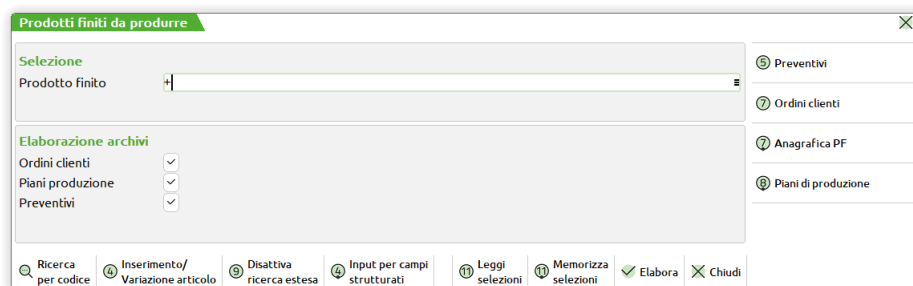 Prodotti finiti da produrre
Selezione
Prodotto finito +
5 Preventivi
7 Ordini clienti
7 Anagrafica PF
8 Piani di produzione
Elaborazione archivi
Ordini clienti
Piani produzione
Preventivi
Ricerca
per codice
4 Inserimento/
Variazione articolo
9 Disattiva
ricerca estesa
4 Input per campi
strutturati
11 Leggi
selezioni
11 Memorizza
selezioni
Elabora
Chiudi